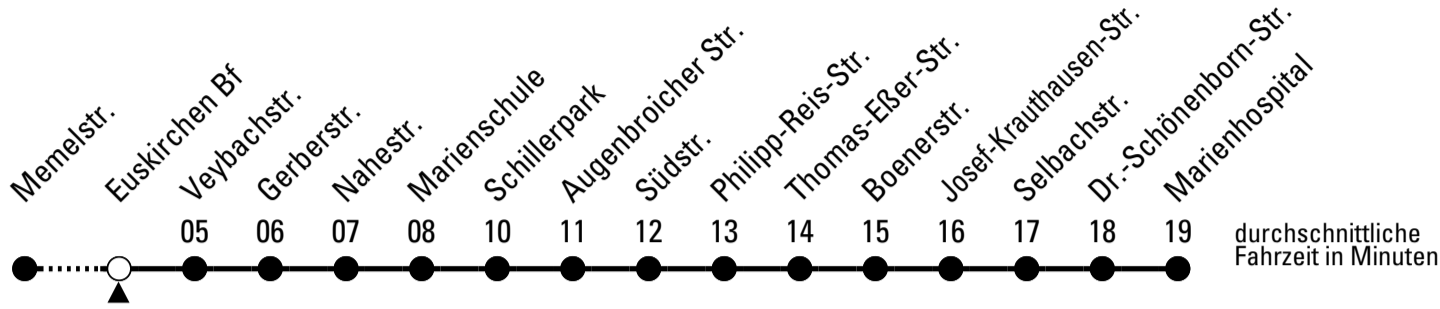 Memelstr.
Euskirchen Bf
Veybachstr.
Gerberstr.
Nahestr.
Marienschule
Schillerpark
Augenbroicher Str.
Südstr.
Philipp-Reis-Str.
Thomas-Eßer-Str.
Boenerstr.
Josef-Krauthausen-Str.
Selbachstr.
Dr.-Schönenborn-Str.
Marienhospital
05 06 07 08 10 11 12 13 14 15 16 17 18 19
durchschnittliche
Fahrzeit in Minuten